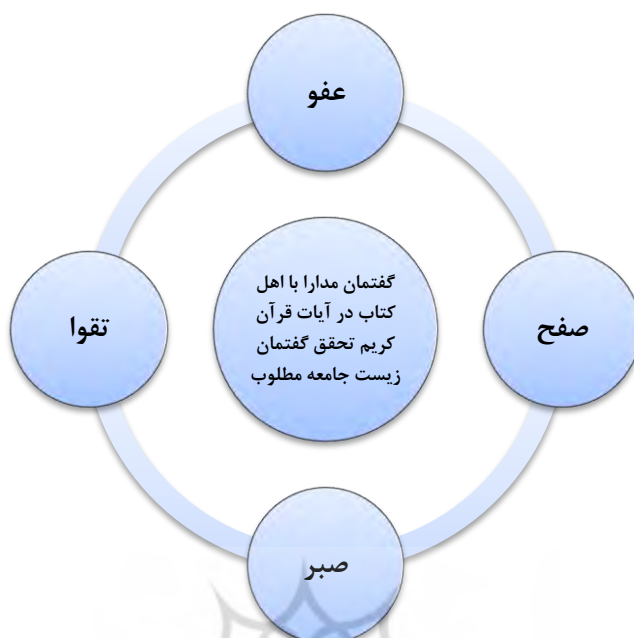 عفو
گفتمان مدارا با اهل
کتاب در آیات قرآن
کریم تحقق گفتمان
زیست جامعه مطلوب
صفح
تقوا
صبر